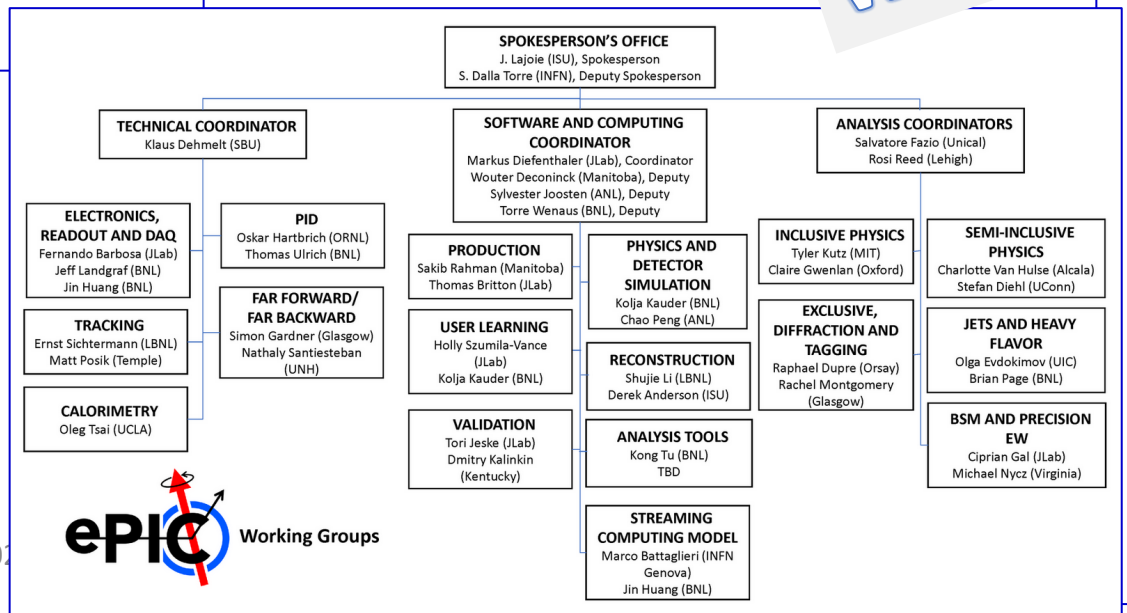 SPOKESPERSON'S OFFICE
J. Lajoie (ISU), Spokesperson
S. Dalla Torre (INFN), Deputy Spokesperson
TECHNICAL COORDINATOR
Klaus Dehmelt (SBU)
SOFTWARE AND COMPUTING
COORDINATOR
Markus Diefenthaler (JLab), Coordinator
Wouter Deconinck (Manitoba), Deputy
Sylvester Joosten (ANL), Deputy
Torre Wenaus (BNL), Deputy
ANALYSIS COORDINATORS
Salvatore Fazio (Unical)
Rosi Reed (Lehigh)
ELECTRONICS,
READOUT AND DAQ
Fernando Barbosa (JLab)
Jeff Landgraf (BNL)
Jin Huang (BNL)
PID
Oskar Hartbrich (ORNL)
Thomas Ulrich (BNL)
TRACKING
Ernst Sichtermann (LBNL)
Matt Posik (Temple)
FAR FORWARD/
FAR BACKWARD
Simon Gardner (Glasgow)
Nathaly Santiesteban
(UNH)
CALORIMETRY
Oleg Tsai (UCLA)
PRODUCTION
Sakib Rahman (Manitoba)
Thomas Britton (JLab)
PHYSICS AND
DETECTOR
SIMULATION
Kolja Kauder (BNL)
Chao Peng (ANL)
USER LEARNING
Holly Szumila-Vance
(JLab)
Kolja Kauder (BNL)
RECONSTRUCTION
Shujie Li (LBNL)
Derek Anderson (ISU)
VALIDATION
Tori Jeske (JLab)
Dmitry Kalinkin
(Kentucky)
ANALYSIS TOOLS
Kong Tu (BNL)
TBD
STREAMING
COMPUTING MODEL
Marco Battaglieri (INFN
Genova)
Jin Huang (BNL)
INCLUSIVE PHYSICS
Tyler Kutz (MIT)
Claire Gwenlan (Oxford)
SEMI-INCLUSIVE
PHYSICS
Charlotte Van Hulse (Alcala)
Stefan Diehl (UConn)
EXCLUSIVE,
DIFFRACTION AND
TAGGING
Raphael Dupre (Orsay)
Rachel Montgomery
(Glasgow)
JETS AND HEAVY
FLAVOR
Olga Evdokimov (UIC)
Brian Page (BNL)
BSM AND PRECISION
EW
Ciprian Gal (JLab)
Michael Nycz (Virginia)
ePIC
Working Groups